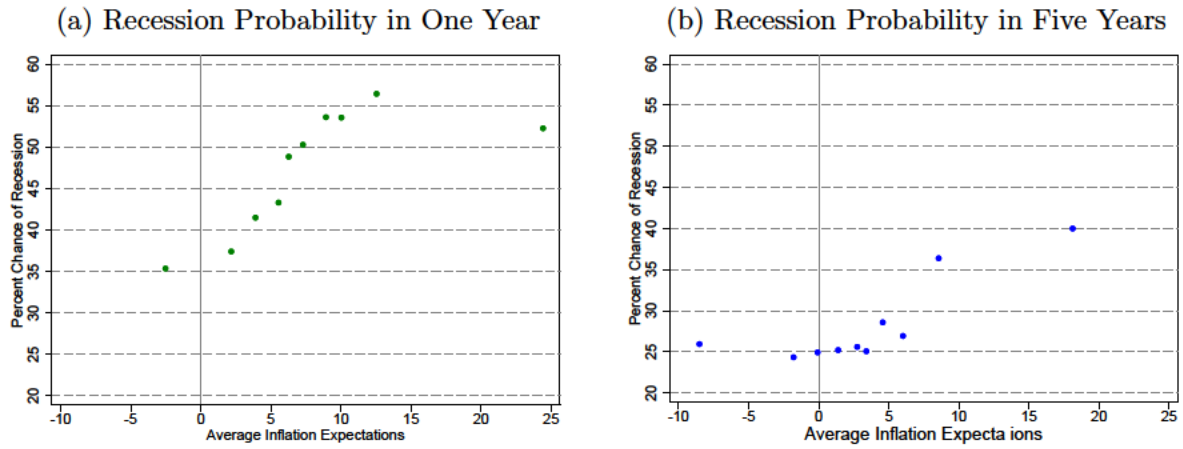 (a) Recession Probability in One Year
Percent Chance of Recession
60
55
50
45
40
35
30
25
20
-10 -5 0 5 10 15 20 25
Average Inflation Expectations
(b) Recession Probability in Five Years
Percent Chance of Recession
60
55
50
45
40
35
30
25
20
-10 -5 0 5 10 15 20 25
Average Inflation Expecta ions